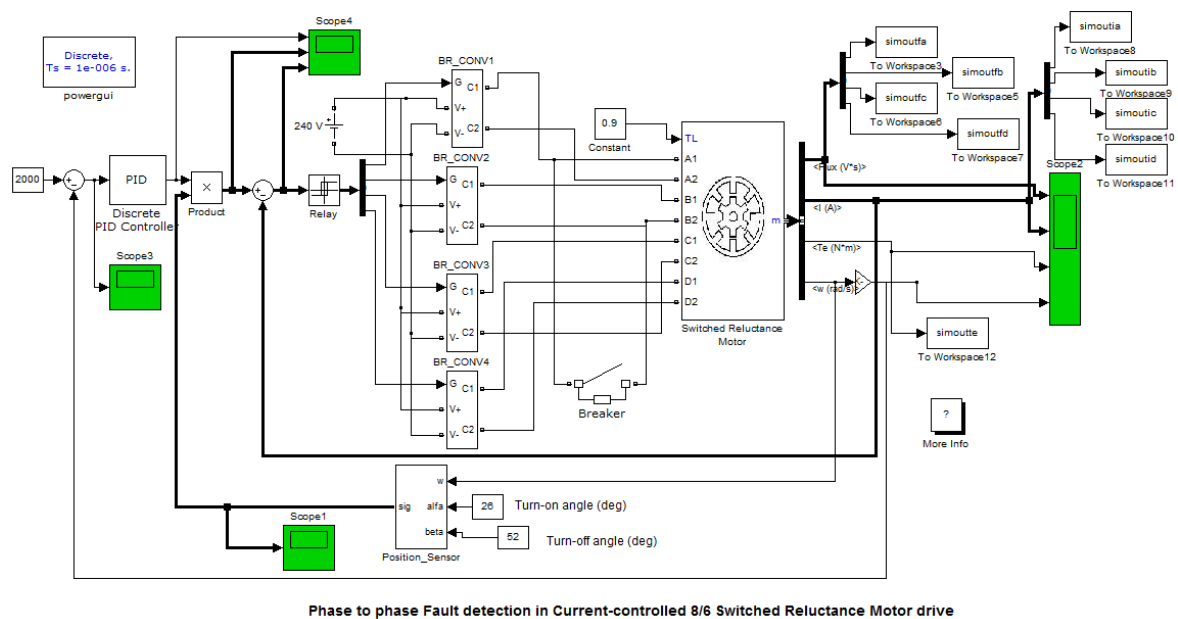 Scope4
Discrete,
Ts = 1e-006 s.
powergui
BR_CONV1
G
C1
V+
C2
V-
240 V
+
simoutfa
To Workspace3
simoutfb
To Workspace5
simoutfc
To Workspace6
simoutfd
To Workspace7
simoutia
To Workspace8
simoutib
To Workspace9
simoutic
To Workspace10
simoutid
To Workspace11
0.9
Constant
BR_CONV2
G
C1
V+
C2
V-
TL
A1
A2
B1
B2
C1
C2
D1
D2
m
Switched Reluctance
Motor
2000
PID
Discrete
PID Controller
×
Product
Relay
Scope3
<Flux (V*s)>
<I (A)>
<Te (N*m)>
<w (rad/s)>
Scope2
BR_CONV3
G
C1
V+
C2
V-
BR_CONV4
G
C1
V+
C2
V-
Breaker
simoutte
To Workspace12
?
More Info
w
sig
alfa
beta
Position_Sensor
26
Turn-on angle (deg)
52
Turn-off angle (deg)
Scope1
Phase to phase Fault detection in Current-controlled 8/6 Switched Reluctance Motor drive